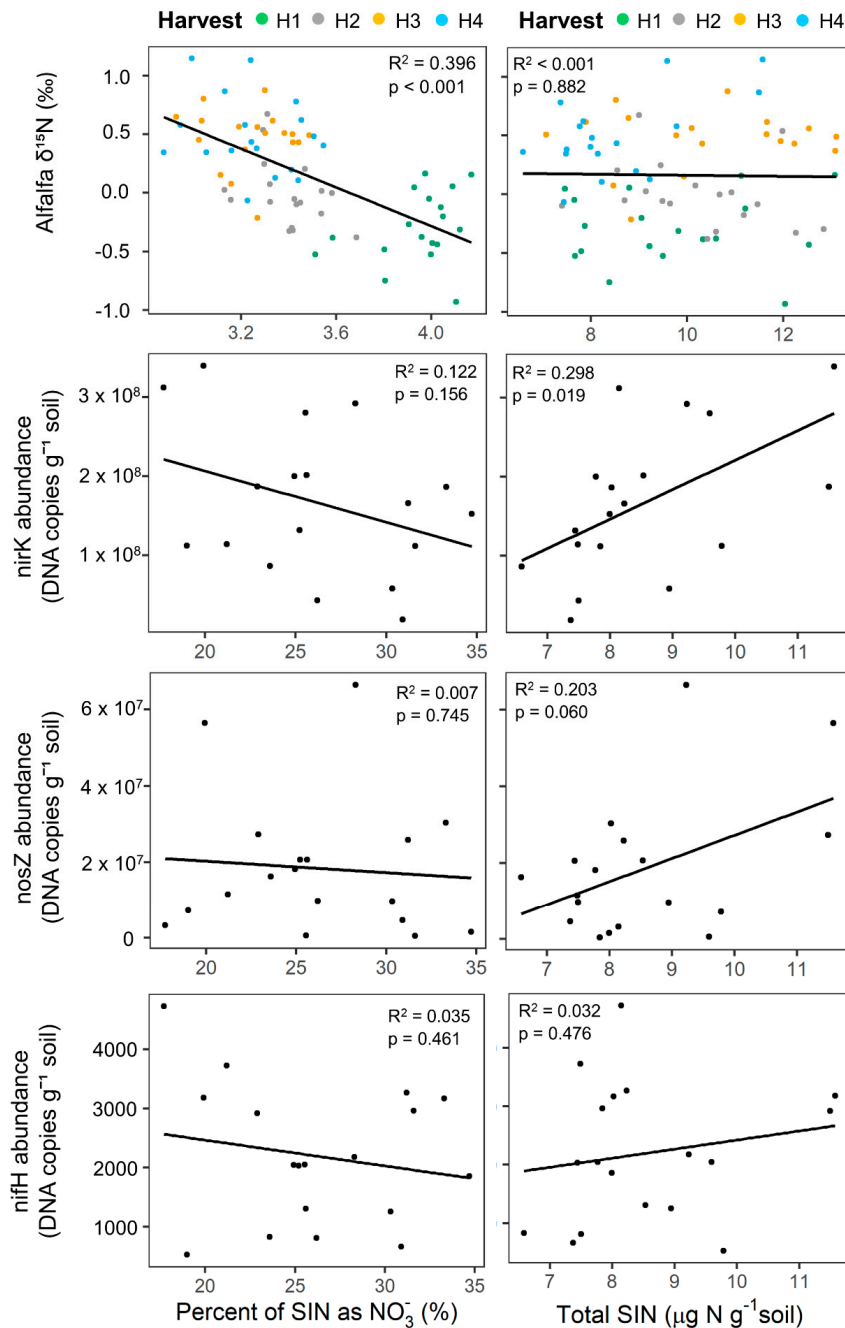 Harvest H1 H2 H3 H4
Harvest H1 H2 H3 H4
Alfalfa δ¹⁵N (‰)
1.0
0.5
0.0
-0.5
-1.0
R² = 0.396
p < 0.001
3.2 3.6 4.0
R² < 0.001
p = 0.882
8 10 12
nirK abundance
(DNA copies g⁻¹ soil)
3 x 10⁸
2 x 10⁸
1 x 10⁸
R² = 0.122
p = 0.156
20 25 30 35
R² = 0.298
p = 0.019
7 8 9 10 11
nosZ abundance
(DNA copies g⁻¹ soil)
6 x 10⁷
4 x 10⁷
2 x 10⁷
0
R² = 0.007
p = 0.745
20 25 30 35
R² = 0.203
p = 0.060
7 8 9 10 11
nifH abundance
(DNA copies g⁻¹ soil)
4000
3000
2000
1000
R² = 0.035
p = 0.461
20 25 30 35
R² = 0.032
p = 0.476
7 8 9 10 11
Percent of SIN as NO₃⁻ (%)
Total SIN (µg N g⁻¹soil)